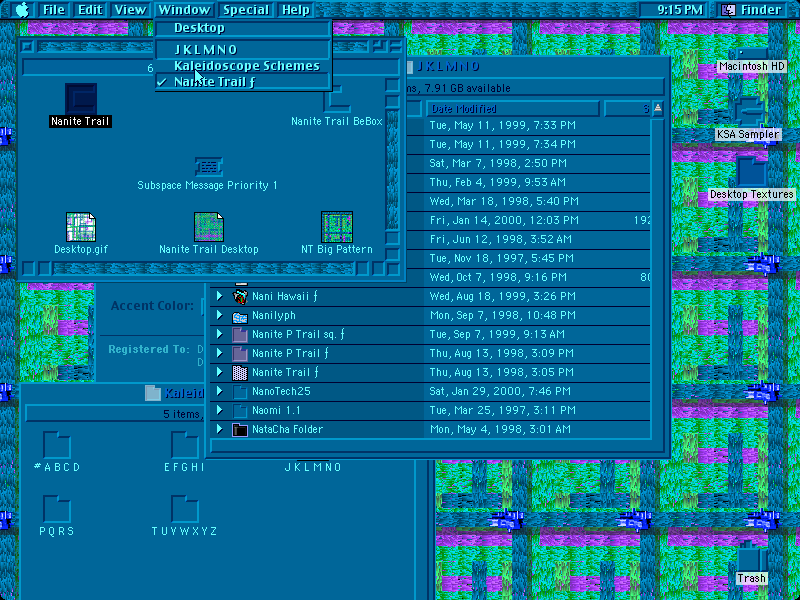 File Edit View Window Special Help 9:15 PM Finder
Desktop
J K L M N O
Kaleidoscope Schemes
✓ Nanite Trail ƒ
6
Nanite Trail
Nanite Trail BeBox
Subspace Message Priority 1
Desktop.gif
Nanite Trail Desktop
NT Big Pattern
J K L M N O
ms, 7.91 GB available
Date Modified S
Tue, May 11, 1999, 7:33 PM
Tue, May 11, 1999, 7:34 PM
Sat, Mar 7, 1998, 2:50 PM
Thu, Feb 4, 1999, 9:53 AM
Wed, Mar 18, 1998, 5:40 PM
Fri, Jan 14, 2000, 12:03 PM 192
Fri, Jun 12, 1998, 3:52 AM
Tue, Nov 18, 1997, 5:45 PM
Wed, Oct 7, 1998, 9:16 PM 80
Nani Hawaii ƒ Wed, Aug 18, 1999, 3:26 PM
Nanilyph Mon, Sep 7, 1998, 10:48 PM
Nanite P Trail sq. ƒ Tue, Sep 7, 1999, 9:13 AM
Nanite P Trail ƒ Thu, Aug 13, 1998, 3:09 PM
Nanite Trail ƒ Thu, Aug 13, 1998, 3:05 PM
NanoTech25 Sat, Jan 29, 2000, 7:46 PM
Naomi 1.1 Tue, Mar 25, 1997, 3:11 PM
NataCha Folder Mon, May 4, 1998, 3:01 AM
Accent Color:
Registered To: D
D
Kaleid
5 items,
#A B C D
E F G H I
J K L M N O
P Q R S
T U V W X Y Z
Macintosh HD
KSA Sampler
Desktop Textures
Trash